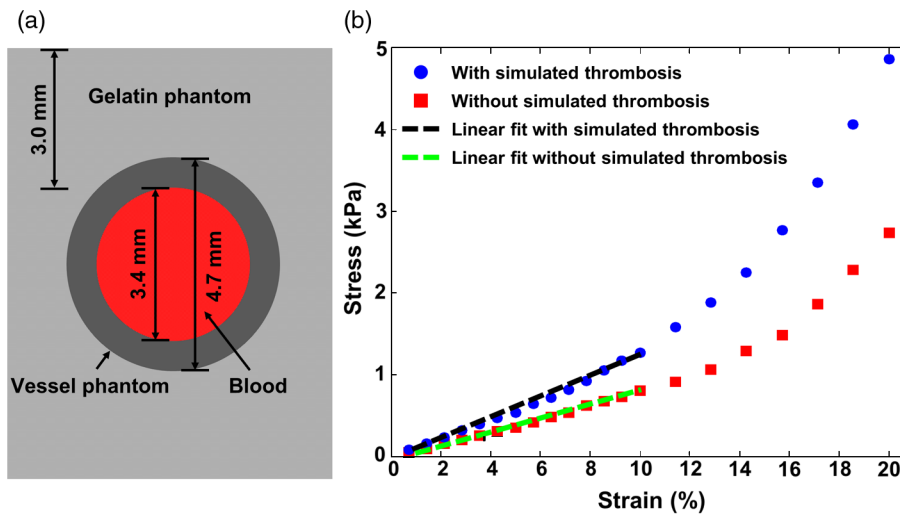 (a)
3.0 mm
Gelatin phantom
3.4 mm
4.7 mm
Vessel phantom
Blood
(b)
With simulated thrombosis
Without simulated thrombosis
Linear fit with simulated thrombosis
Linear fit without simulated thrombosis
Stress (kPa)
5
4
3
2
1
0
0 2 4 6 8 10 12 14 16 18 20
Strain (%)